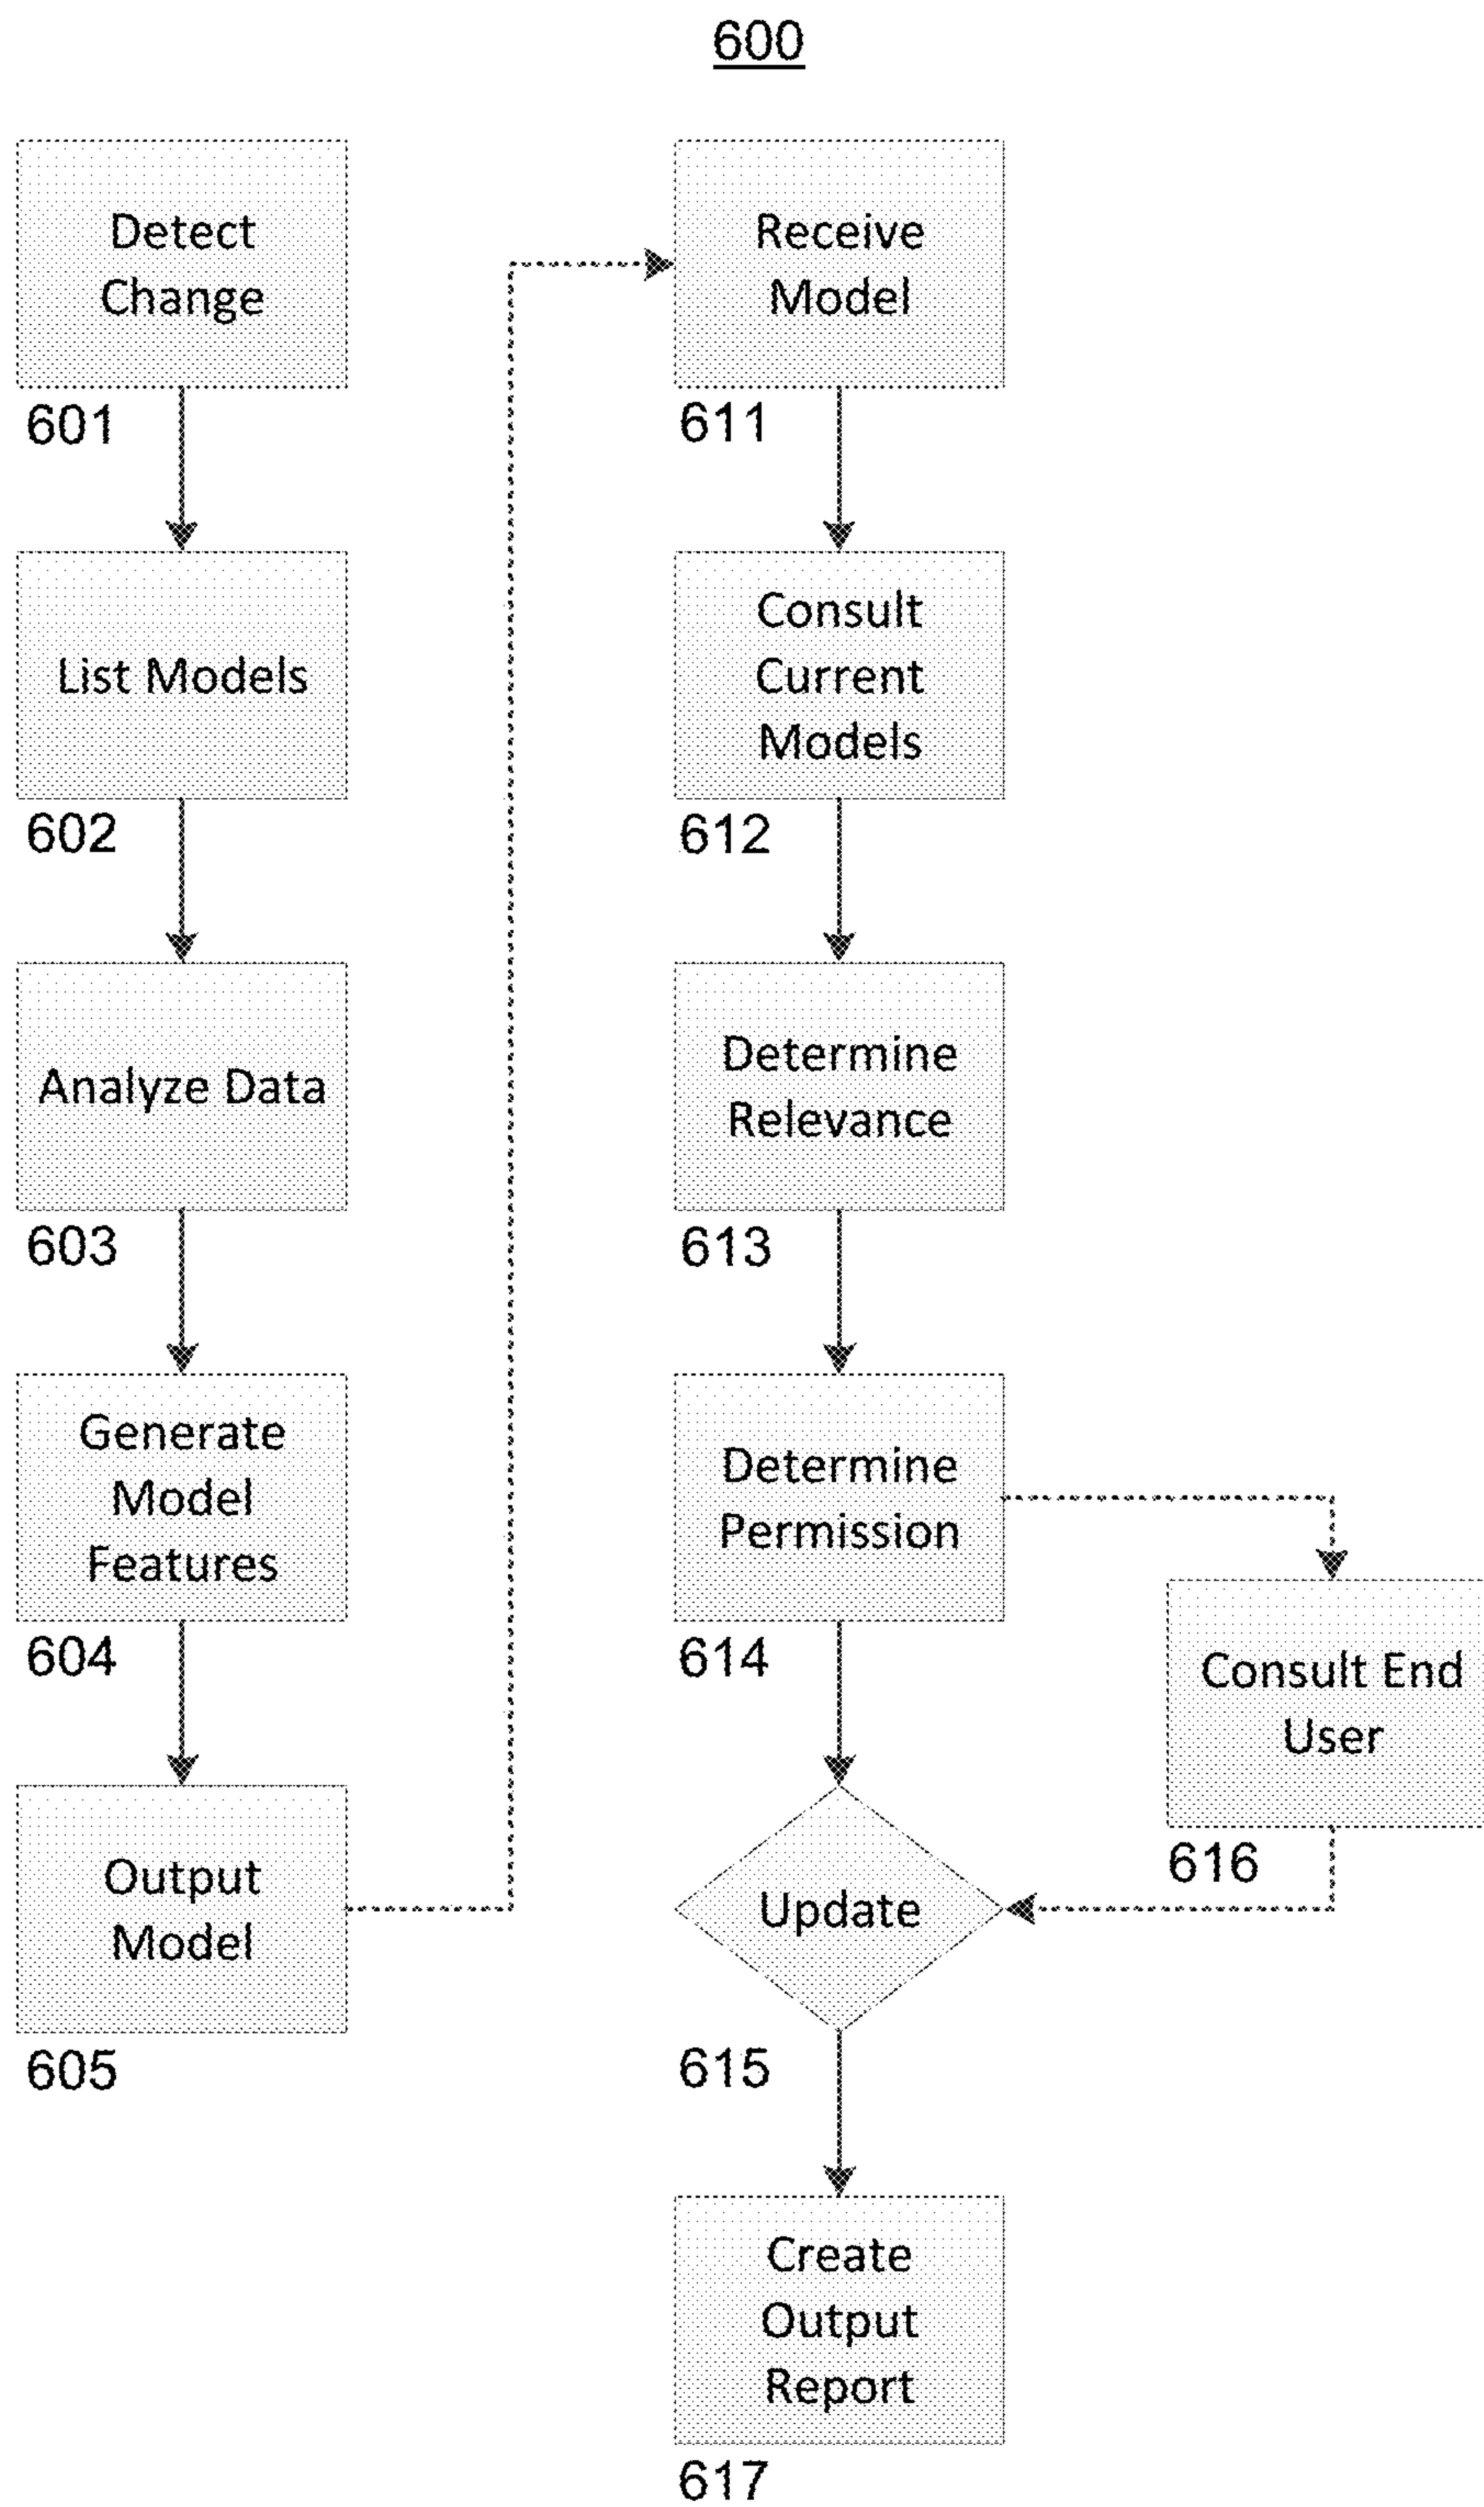 600
Detect
Change
601
List Models
602
Analyze Data
603
Generate
Model
Features
604
Output
Model
605
Receive
Model
611
Consult
Current
Models
612
Determine
Relevance
613
Determine
Permission
614
Consult End
User
616
Update
615
Create
Output
Report
617